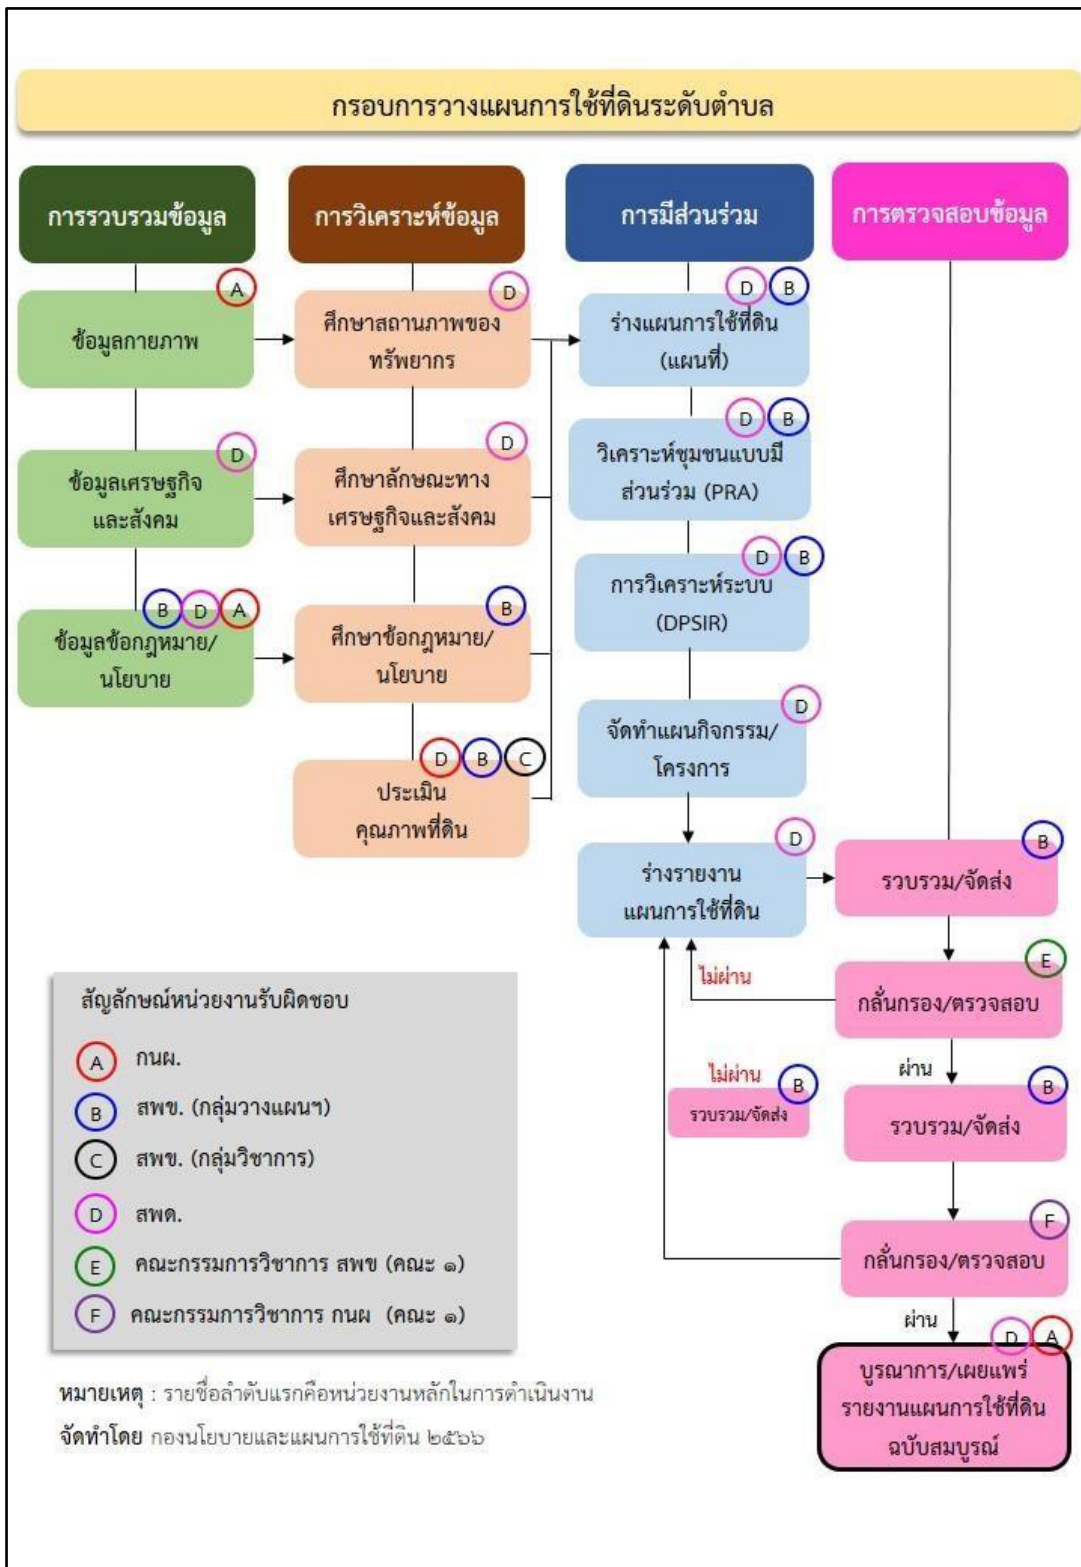 กรอบการวางแผนการใช้ที่ดินระดับตำบล
การรวบรวมข้อมูล
การวิเคราะห์ข้อมูล
การมีส่วนร่วม
การตรวจสอบข้อมูล
A
ข้อมูลกายภาพ
D
ข้อมูลเศรษฐกิจ
และสังคม
B D A
ข้อมูลข้อกฎหมาย/
นโยบาย
D
ศึกษาสถานภาพของ
ทรัพยากร
D
ศึกษาลักษณะทาง
เศรษฐกิจและสังคม
B
ศึกษาข้อกฎหมาย/
นโยบาย
D B C
ประเมิน
คุณภาพที่ดิน
D B
ร่างแผนการใช้ที่ดิน
(แผนที่)
D B
วิเคราะห์ชุมชนแบบมี
ส่วนร่วม (PRA)
D B
การวิเคราะห์ระบบ
(DPSIR)
D
จัดทำแผนกิจกรรม/
โครงการ
D
ร่างรายงาน
แผนการใช้ที่ดิน
B
รวบรวม/จัดส่ง
E
กลั่นกรอง/ตรวจสอบ
ไม่ผ่าน
ผ่าน
B
รวบรวม/จัดส่ง
ไม่ผ่าน
B
รวบรวม/จัดส่ง
F
กลั่นกรอง/ตรวจสอบ
ผ่าน
D A
บูรณาการ/เผยแพร่
รายงานแผนการใช้ที่ดิน
ฉบับสมบูรณ์
สัญลักษณ์หน่วยงานรับผิดชอบ
A กนผ.
B สพข. (กลุ่มวางแผนฯ)
C สพข. (กลุ่มวิชาการ)
D สพด.
E คณะกรรมการวิชาการ สพข (คณะ ๑)
F คณะกรรมการวิชาการ กนผ (คณะ ๑)
หมายเหตุ : รายชื่อลำดับแรกคือหน่วยงานหลักในการดำเนินงาน
จัดทำโดย กองนโยบายและแผนการใช้ที่ดิน ๒๕๖๖